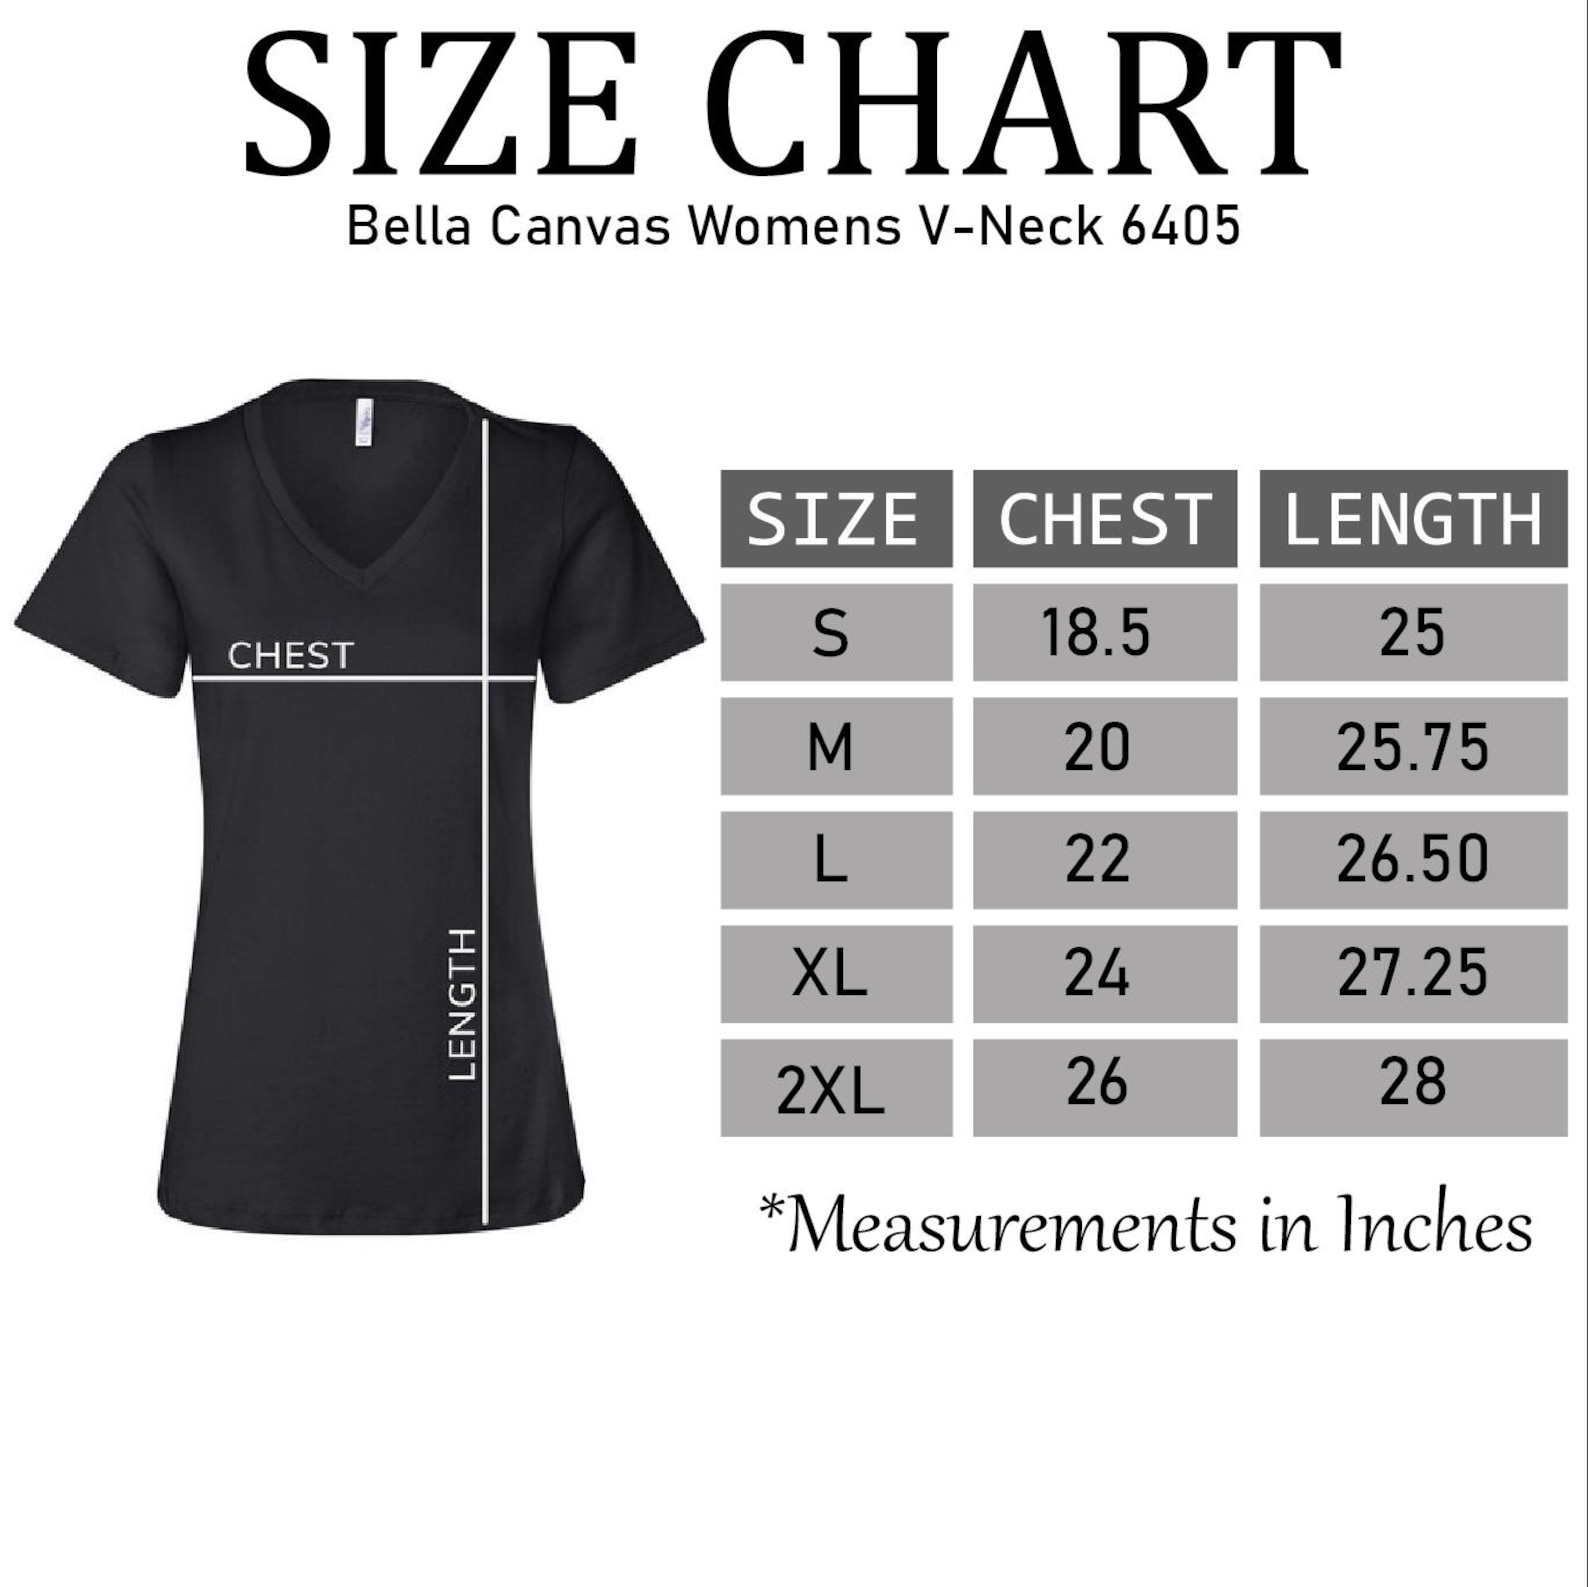 SIZE CHART
Bella Canvas Womens V-Neck 6405
CHEST
LENGTH
SIZE CHEST LENGTH
S 18.5 25
M 20 25.75
L 22 26.50
XL 24 27.25
2XL 26 28
*Measurements in Inches